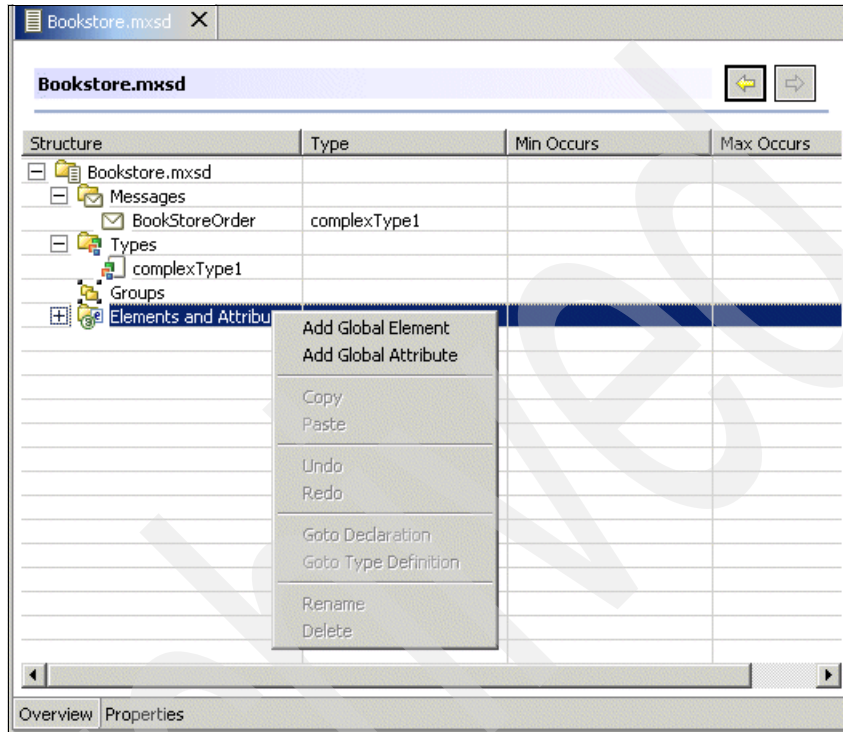 Bookstore.mxsd X
Bookstore.mxsd
Structure Type Min Occurs Max Occurs
Bookstore.mxsd
Messages
BookStoreOrder complexType1
Types
complexType1
Groups
Elements and Attribu
Add Global Element
Add Global Attribute
Copy
Paste
Undo
Redo
Goto Declaration
Goto Type Definition
Rename
Delete
Overview Properties